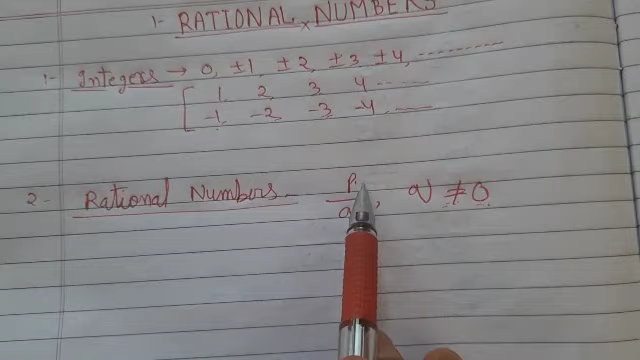 1- RATIONAL NUMBERS
1- Integers → 0, ±1, ±2, ±3, ±4, ..........
1, 2 3 4 .....
-1, -2 -3 -4 .....
2- Rational Numbers - p/q, q ≠ 0